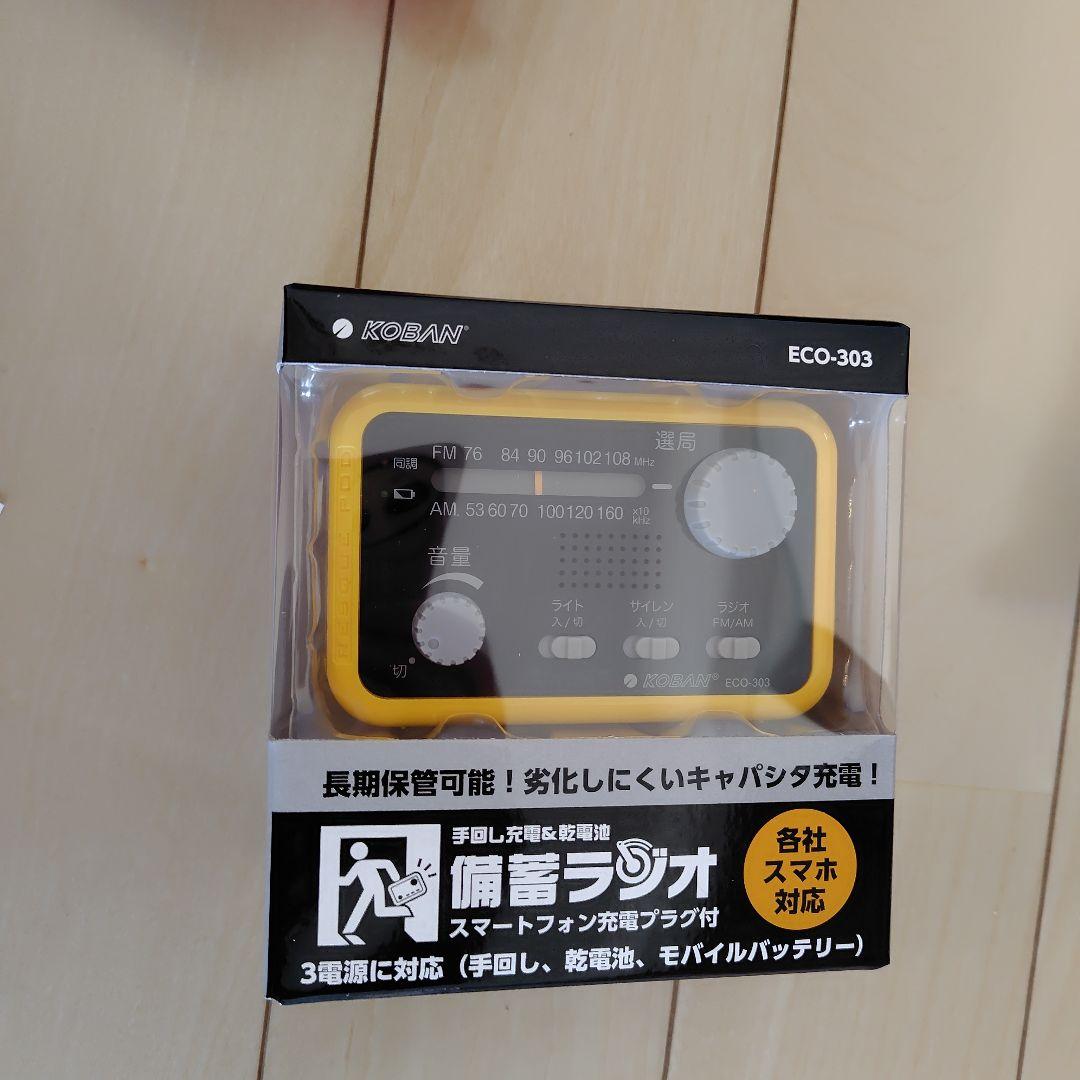 KOBAN®
ECO-303
選局
FM 76 84 90 96 102 108 MHz
同調
AM 53 60 70 100 120 160 x10 kHz
音量
ライト
入/切
サイレン
入/切
ラジオ
FM/AM
切
KOBAN® ECO-303
RESCUE POD
長期保管可能!劣化しにくいキャパシタ充電!
手回し充電&乾電池
備蓄ラジオ
スマートフォン充電プラグ付
各社
スマホ
対応
3電源に対応(手回し、乾電池、モバイルバッテリー)